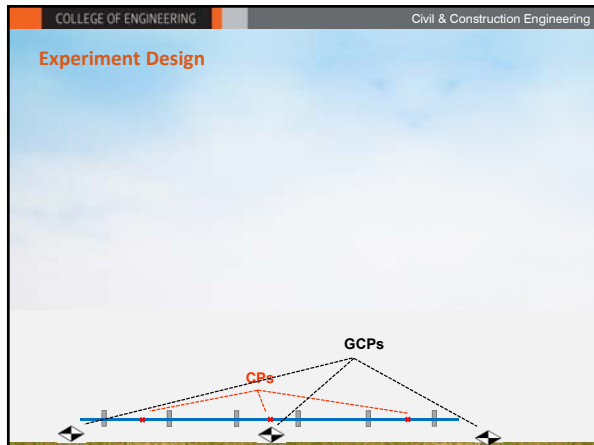 COLLEGE OF ENGINEERING
Civil & Construction Engineering
Experiment Design
GCPs
CPs